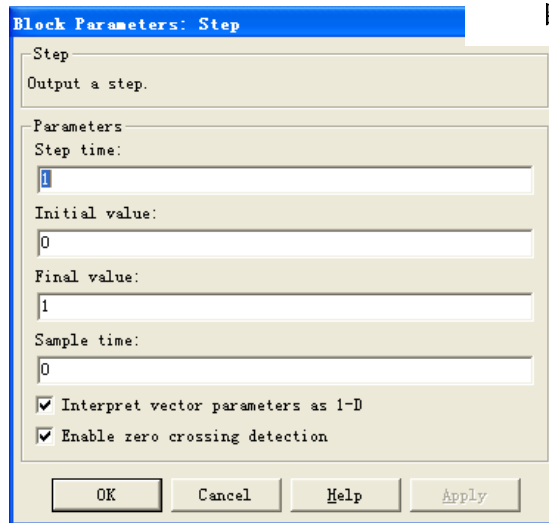 Block Parameters: Step
Step
Output a step.
Parameters
Step time:
1
Initial value:
0
Final value:
1
Sample time:
0
Interpret vector parameters as 1-D
Enable zero crossing detection
OK Cancel Help Apply